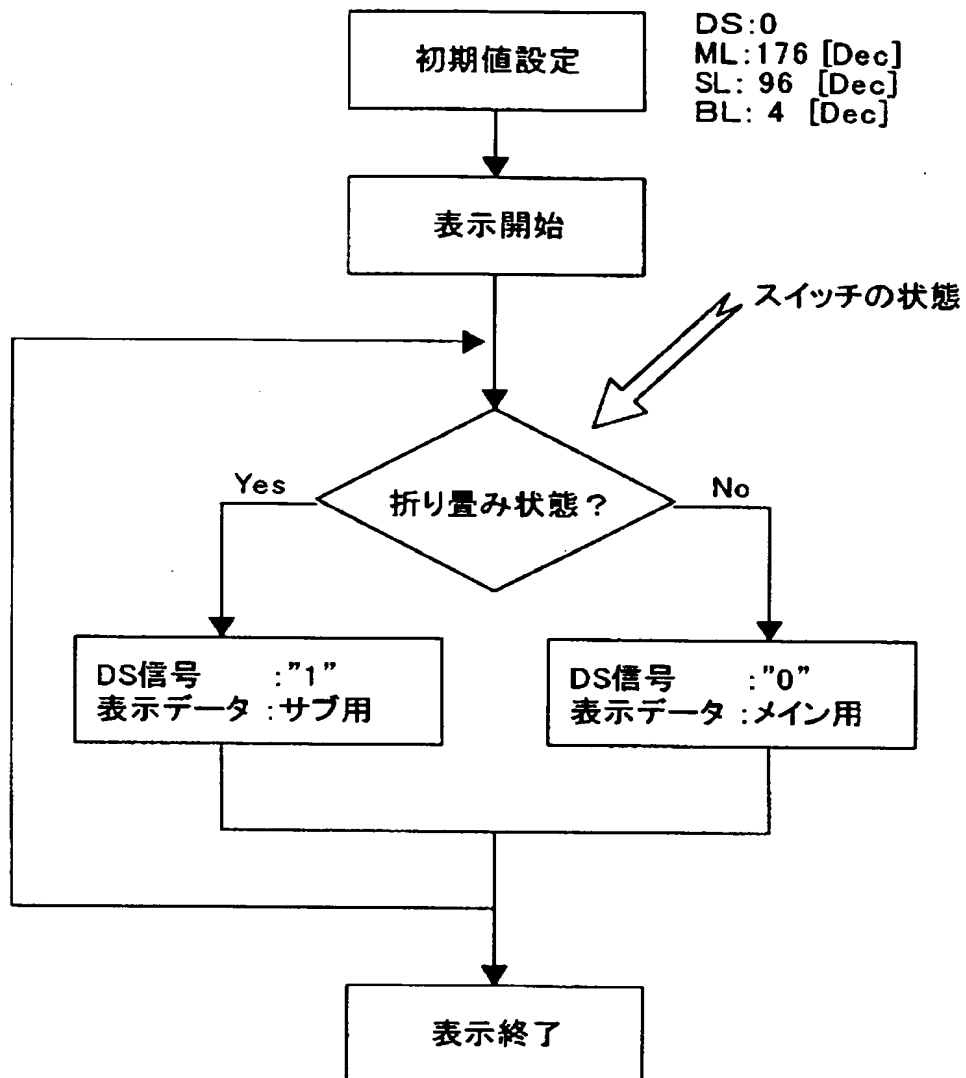 初期値設定
DS:0
ML:176 [Dec]
SL: 96 [Dec]
BL: 4 [Dec]
表示開始
スイッチの状態
折り畳み状態？
Yes
No
DS信号 :"1"
表示データ :サブ用
DS信号 :"0"
表示データ :メイン用
表示終了